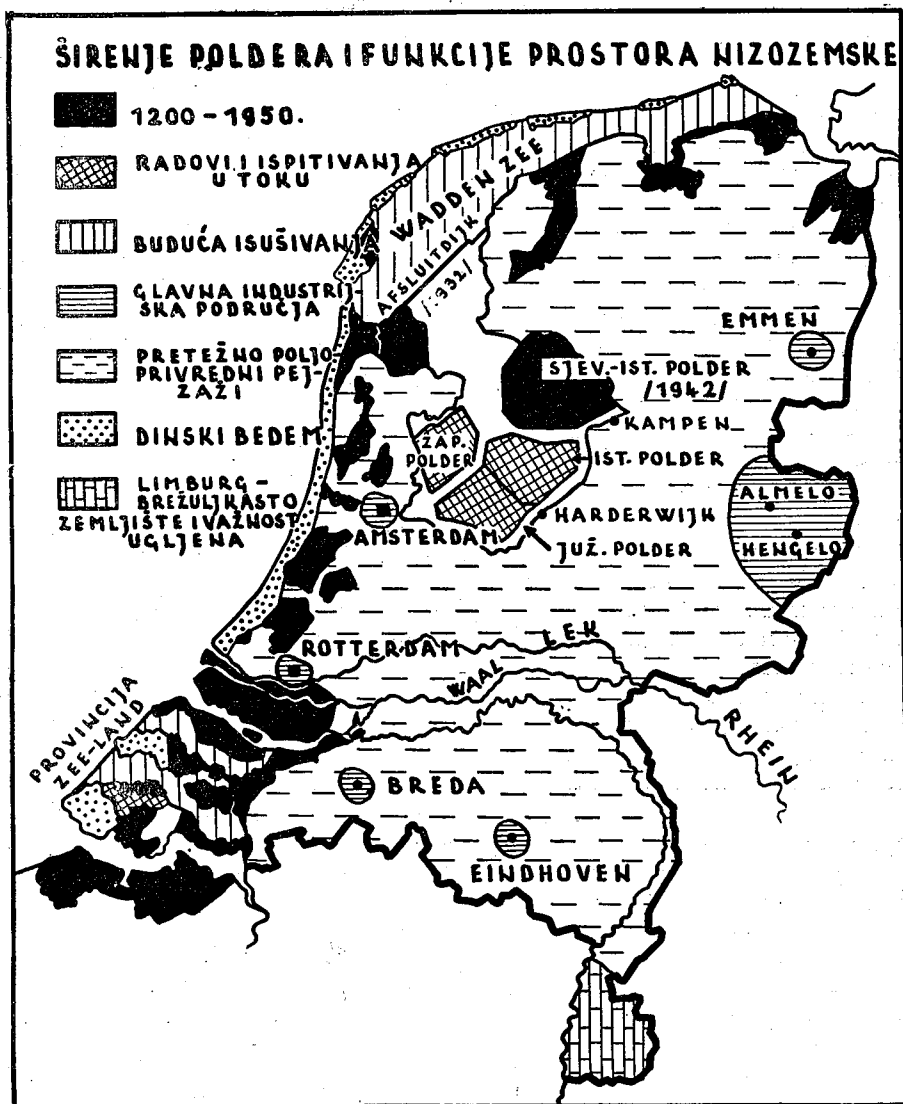 ŠIRENJE POLDERA I FUNKCIJE PROSTORA NIZOZEMSKE
1200 - 1950.
RADOVI I ISPITIVANJA
U TOKU
BUDUĆA ISUŠIVANJA
GLAVNA INDUSTRIJ-
SKA PODRUČJA
PRETEŽNO POLJO-
PRIVREDNI PEJ-
ZAŽI
DINSKI BEDEM
LIMBURG -
BREŽULJKASTO
ZEMLJIŠTE I VAŽNOST
UGLJENA
WADDEN ZEE
AFSLUITDIJK
/1932/
EMMEN
SJEV.-IST. POLDER
/1942/
KAMPEN
ZAP.
POLDER
IST. POLDER
ALMELO
HARDERWIJK
AMSTERDAM
JUŽ. POLDER
HENGELO
ROTTERDAM
LEK
WAAL
RHEIN
PROVINCIJA
ZEE-LAND
BREDA
EINDHOVEN